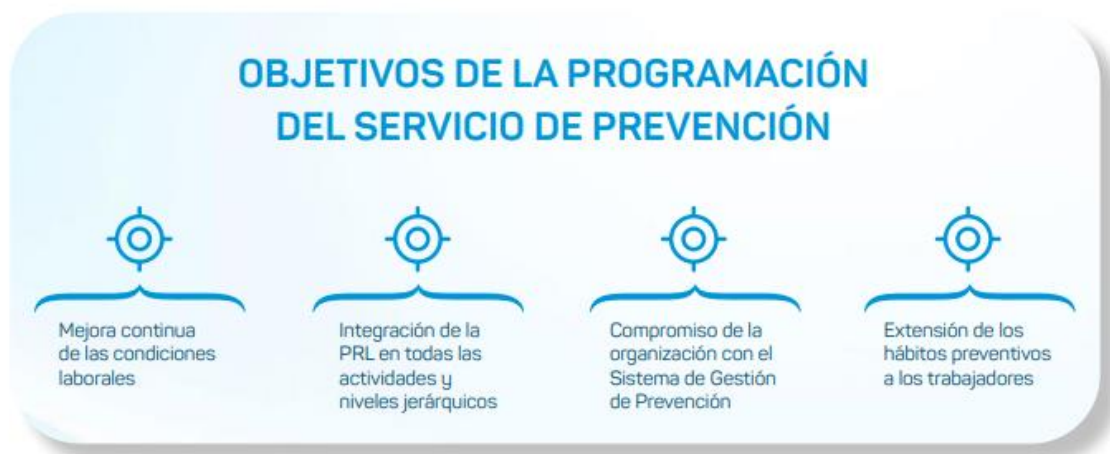 OBJETIVOS DE LA PROGRAMACIÓN
DEL SERVICIO DE PREVENCIÓN
Mejora continua
de las condiciones
laborales
Integración de la
PRL en todas las
actividades y
niveles jerárquicos
Compromiso de la
organización con el
Sistema de Gestión
de Prevención
Extensión de los
hábitos preventivos
a los trabajadores